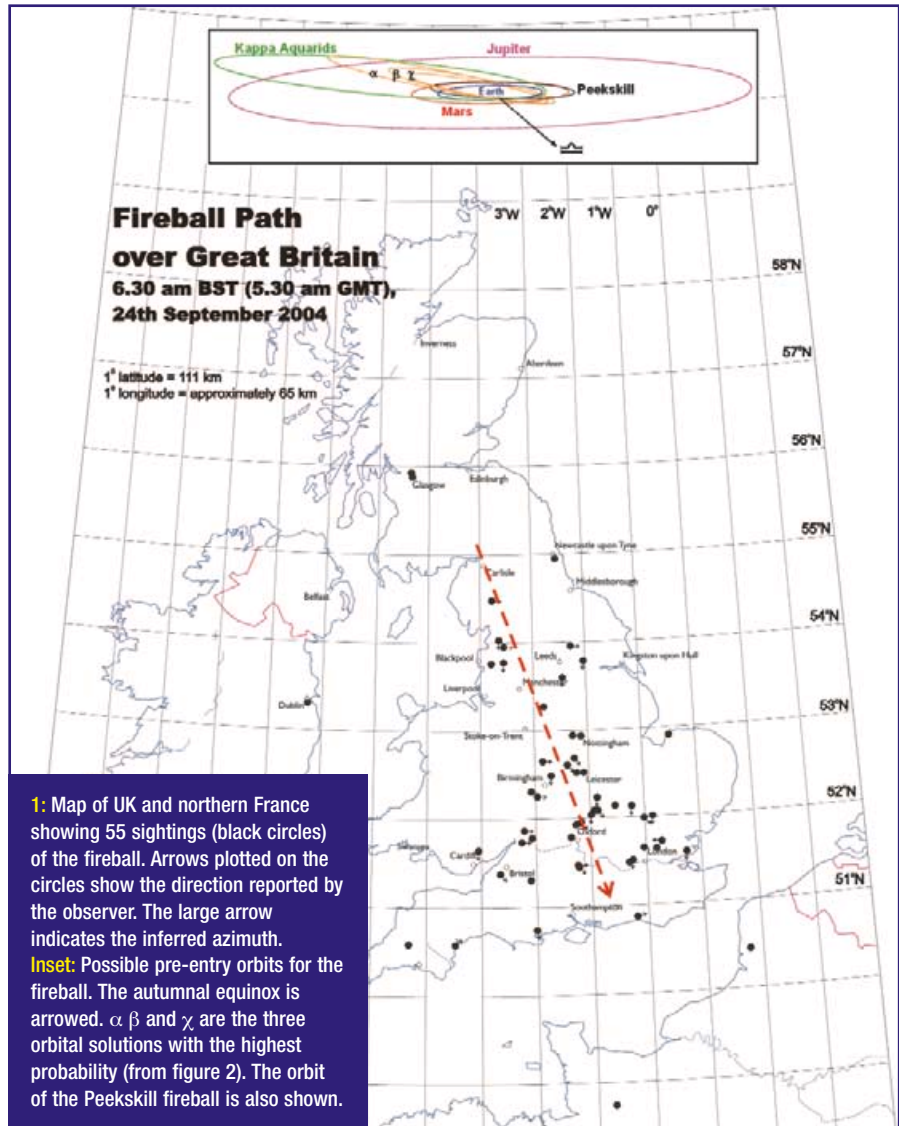 Kappa Aquarids
Jupiter
α β χ
Earth
Peekskill
Mars
♎
Fireball Path
over Great Britain
6.30 am BST (5.30 am GMT),
24th September 2004
3°W 2°W 1°W 0°
58°N
1° latitude = 111 km
1° longitude = approximately 65 km
Inverness
57°N
Aberdeen
56°N
Glasgow
Edinburgh
55°N
Newcastle upon Tyne
Carlisle
Middlesborough
Belfast
54°N
Blackpool
Leeds
Kingston upon Hull
Liverpool
Manchester
Dublin
53°N
Stoke-on-Trent
Nottingham
Birmingham
Leicester
52°N
Oxford
Swansea
Cardiff
London
Bristol
51°N
Southampton
1: Map of UK and northern France
showing 55 sightings (black circles)
of the fireball. Arrows plotted on the
circles show the direction reported by
the observer. The large arrow
indicates the inferred azimuth.
Inset: Possible pre-entry orbits for the
fireball. The autumnal equinox is
arrowed. α β and χ are the three
orbital solutions with the highest
probability (from figure 2). The orbit
of the Peekskill fireball is also shown.